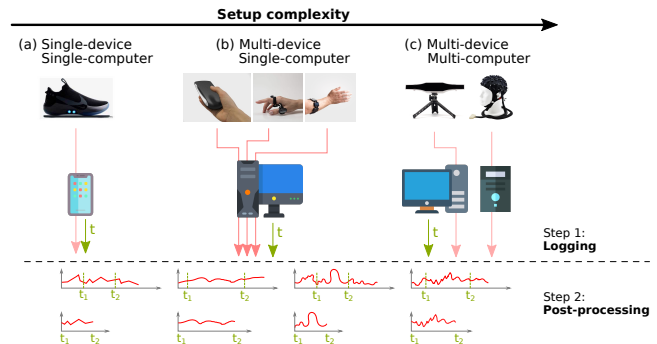 Setup complexity
(a) Single-device
Single-computer
(b) Multi-device
Single-computer
(c) Multi-device
Multi-computer
t
t
t
Step 1:
Logging
t1 t2
t1 t2
t1 t2
t1 t2
Step 2:
Post-processing
t1 t2
t1 t2
t1 t2
t1 t2